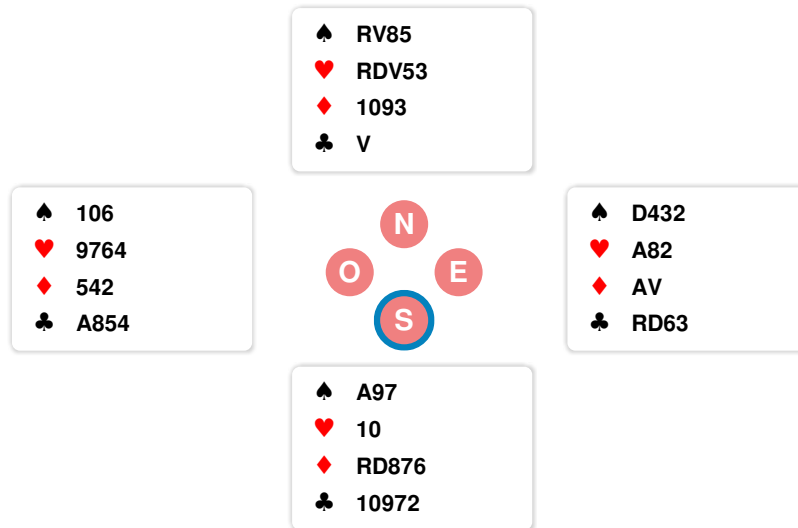 ♠ RV85
♥ RDV53
♦ 1093
♣ V
♠ 106
♥ 9764
♦ 542
♣ A854
N
O E
S
♠ D432
♥ A82
♦ AV
♣ RD63
♠ A97
♥ 10
♦ RD876
♣ 10972